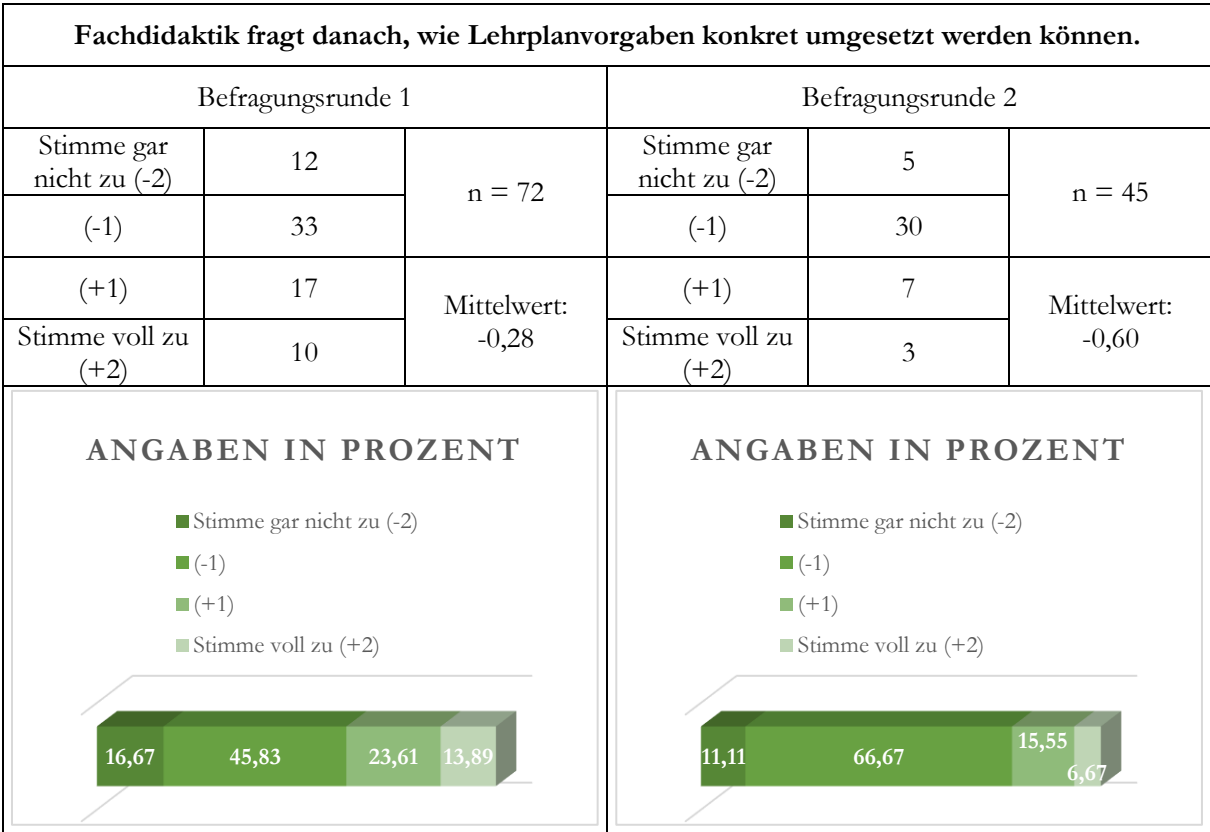 Fachdidaktik fragt danach, wie Lehrplanvorgaben konkret umgesetzt werden können.
Befragungsrunde 1
Stimme gar
nicht zu (-2)
12
n = 72
(-1)
33
(+1)
17
Mittelwert:
-0,28
Stimme voll zu
(+2)
10
Befragungsrunde 2
Stimme gar
nicht zu (-2)
5
n = 45
(-1)
30
(+1)
7
Mittelwert:
-0,60
Stimme voll zu
(+2)
3
ANGABEN IN PROZENT
Stimme gar nicht zu (-2)
(-1)
(+1)
Stimme voll zu (+2)
16,67 45,83 23,61 13,89
ANGABEN IN PROZENT
Stimme gar nicht zu (-2)
(-1)
(+1)
Stimme voll zu (+2)
11,11 66,67 15,55 6,67